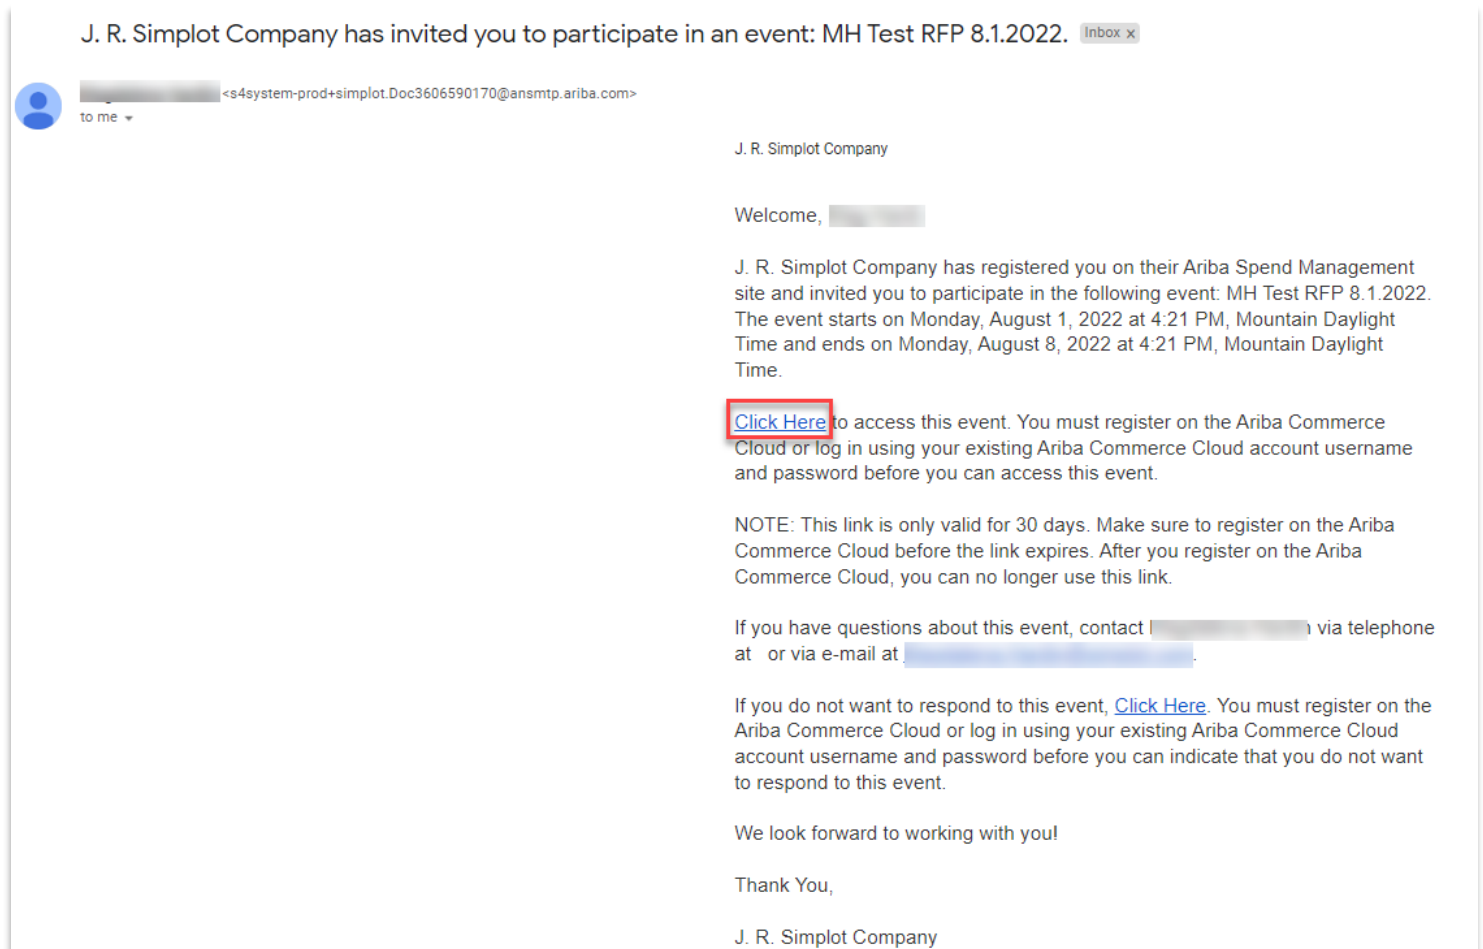 J. R. Simplot Company has invited you to participate in an event: MH Test RFP 8.1.2022. Inbox x
<s4system-prod+simplot.Doc3606590170@ansmtp.ariba.com>
to me
J. R. Simplot Company
Welcome,
J. R. Simplot Company has registered you on their Ariba Spend Management
site and invited you to participate in the following event: MH Test RFP 8.1.2022.
The event starts on Monday, August 1, 2022 at 4:21 PM, Mountain Daylight
Time and ends on Monday, August 8, 2022 at 4:21 PM, Mountain Daylight
Time.
Click Here to access this event. You must register on the Ariba Commerce
Cloud or log in using your existing Ariba Commerce Cloud account username
and password before you can access this event.
NOTE: This link is only valid for 30 days. Make sure to register on the Ariba
Commerce Cloud before the link expires. After you register on the Ariba
Commerce Cloud, you can no longer use this link.
If you have questions about this event, contact via telephone
at or via e-mail at .
If you do not want to respond to this event, Click Here. You must register on the
Ariba Commerce Cloud or log in using your existing Ariba Commerce Cloud
account username and password before you can indicate that you do not want
to respond to this event.
We look forward to working with you!
Thank You,
J. R. Simplot Company